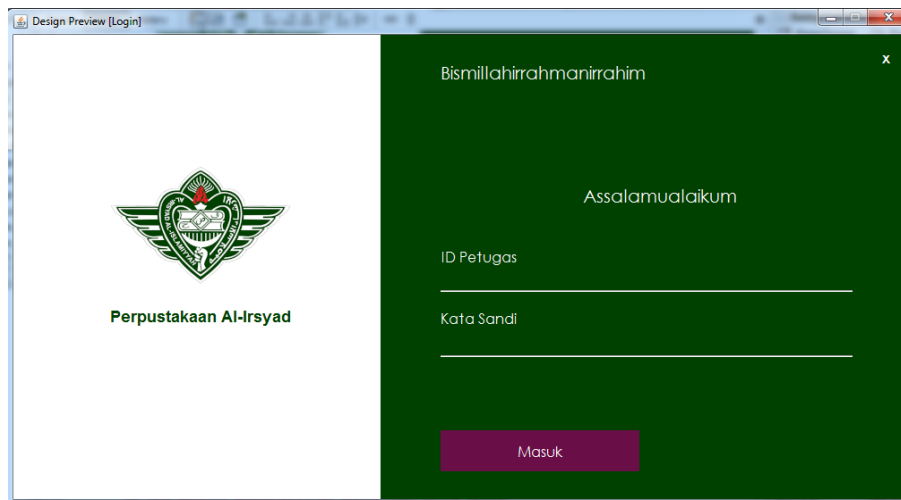 Design Preview [Login]
Bismillahirrahmanirrahim
x
Assalamualaikum
ID Petugas
Perpustakaan Al-Irsyad
Kata Sandi
Masuk